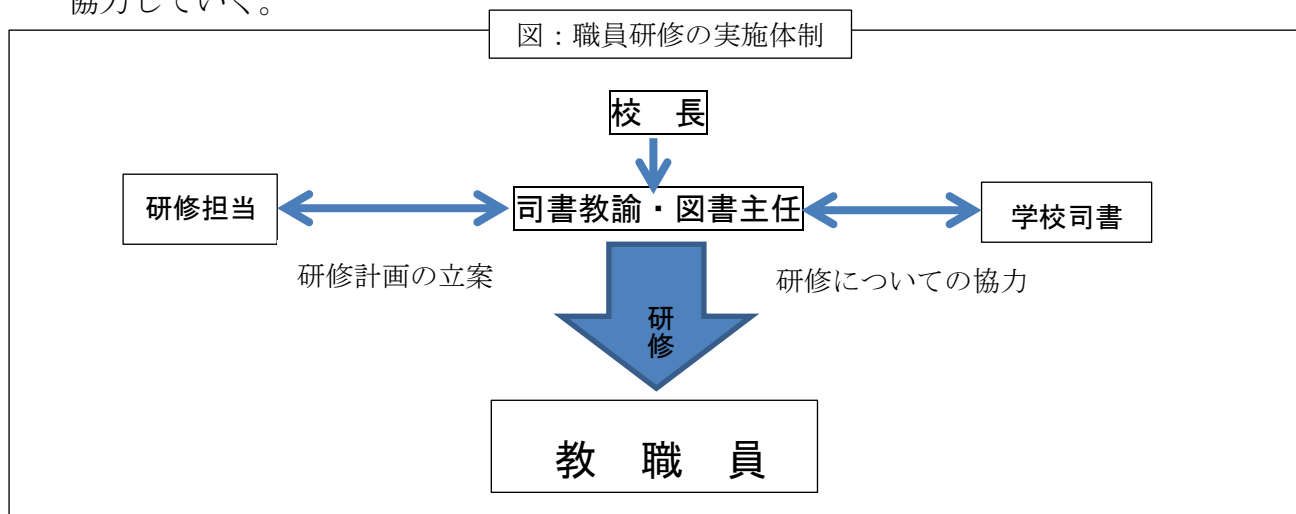 協力していく。
図：職員研修の実施体制
校　長
研修担当
司書教諭・図書主任
学校司書
研修計画の立案
研修についての協力
研修
教　職　員